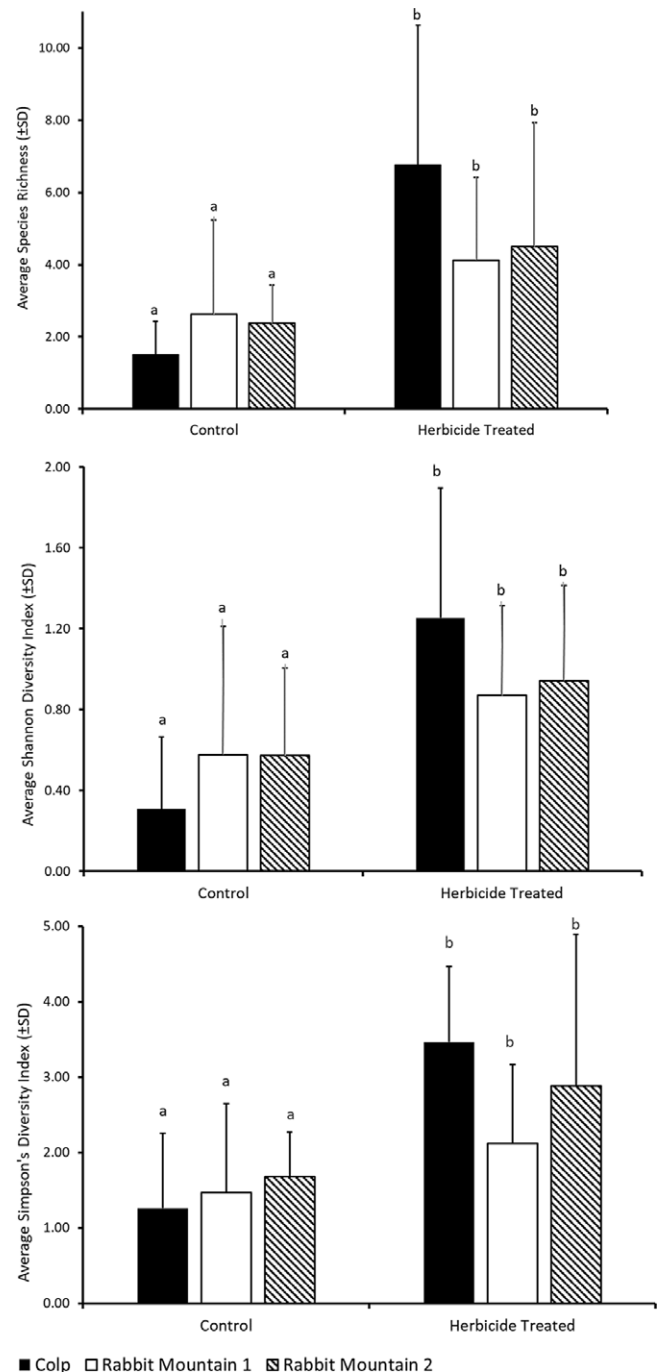 Average Species Richness (±SD)
10.00
8.00
6.00
4.00
2.00
0.00
a
a
a
b
b
b
Control
Herbicide Treated
Average Shannon Diversity Index (±SD)
2.00
1.60
1.20
0.80
0.40
0.00
a
a
a
b
b
b
Control
Herbicide Treated
Average Simpson's Diversity Index (±SD)
5.00
4.00
3.00
2.00
1.00
0.00
a
a
a
b
b
b
Control
Herbicide Treated
Colp Rabbit Mountain 1 Rabbit Mountain 2